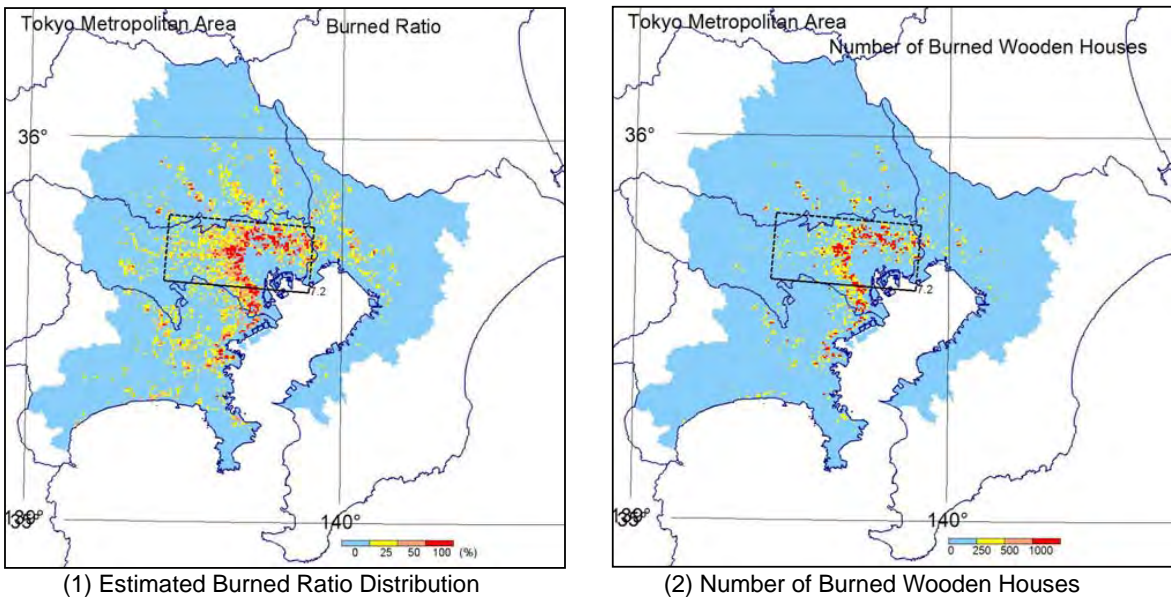 Tokyo Metropolitan Area
Burned Ratio
36°
7.2
140°
0 25 50 100 (%)
(1) Estimated Burned Ratio Distribution
Tokyo Metropolitan Area
Number of Burned Wooden Houses
36°
7.2
140°
0 250 500 1000
(2) Number of Burned Wooden Houses